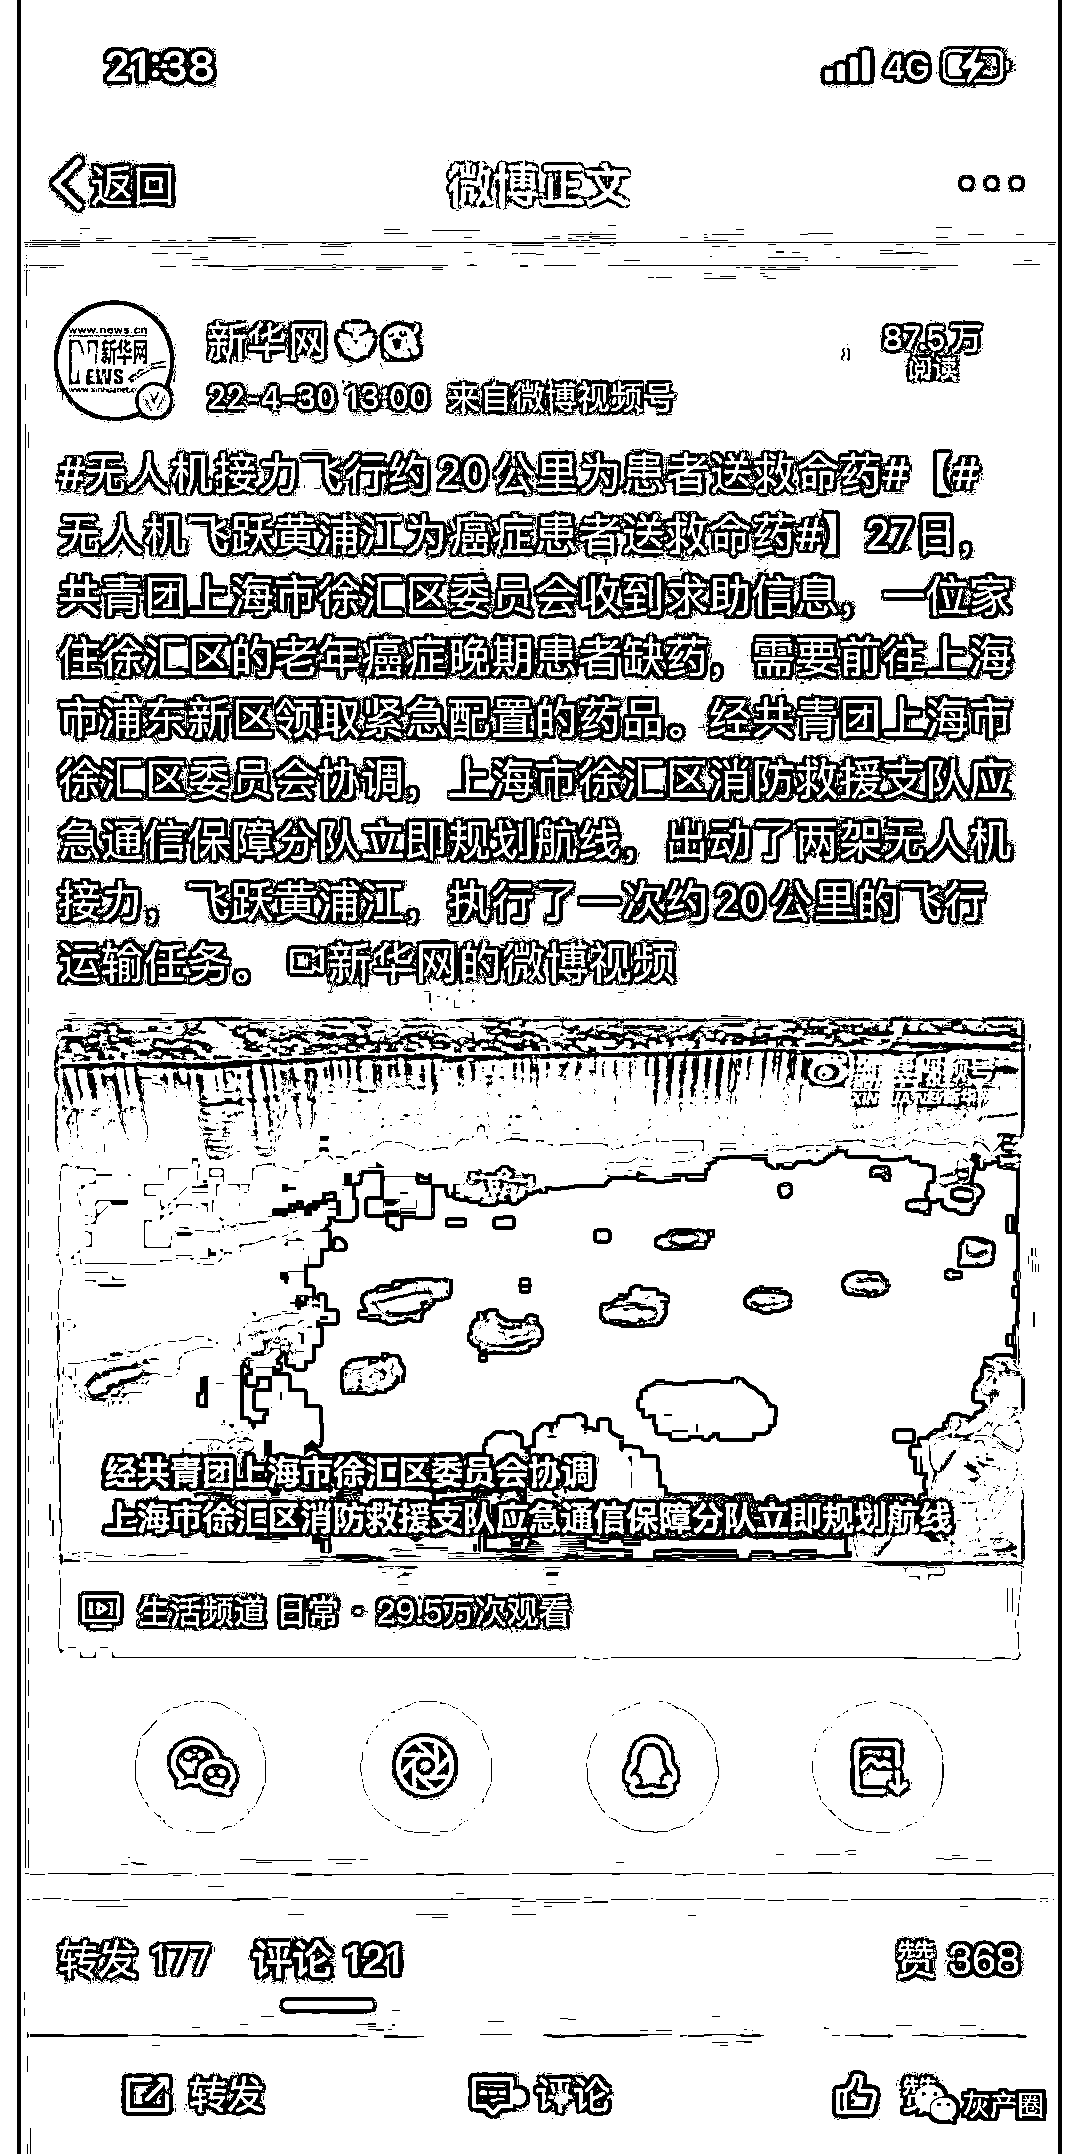 21:38
4G
返回
微博正文
www.news.cn
新华网
NEWS
www.xinhuanet.c
新华网
87.5万
阅读
22-4-30 13:00 来自微博视频号
#无人机接力飞行约20公里为患者送救命药#【#
无人机飞跃黄浦江为癌症患者送救命药#】27日，
共青团上海市徐汇区委员会收到求助信息，一位家
住徐汇区的老年癌症晚期患者缺药，需要前往上海
市浦东新区领取紧急配置的药品。经共青团上海市
徐汇区委员会协调，上海市徐汇区消防救援支队应
急通信保障分队立即规划航线，出动了两架无人机
接力，飞跃黄浦江，执行了一次约20公里的飞行
运输任务。新华网的微博视频
经共青团上海市徐汇区委员会协调
上海市徐汇区消防救援支队应急通信保障分队立即规划航线
生活频道 日常·29.5万次观看
转发 177 评论 121
赞 368
转发
评论
赞
灰产圈